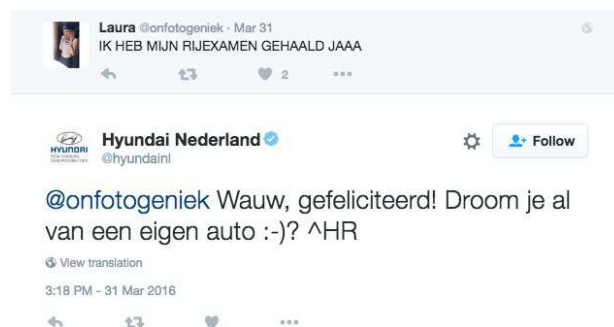 Laura @onfotogeniek · Mar 31
IK HEB MIJN RIJEXAMEN GEHAALD JAAA
2
HYUNDAI
Hyundai Nederland
@hyundainl
Follow
@onfotogeniek Wauw, gefeliciteerd! Droom je al
van een eigen auto :-)? ^HR
View translation
3:18 PM - 31 Mar 2016